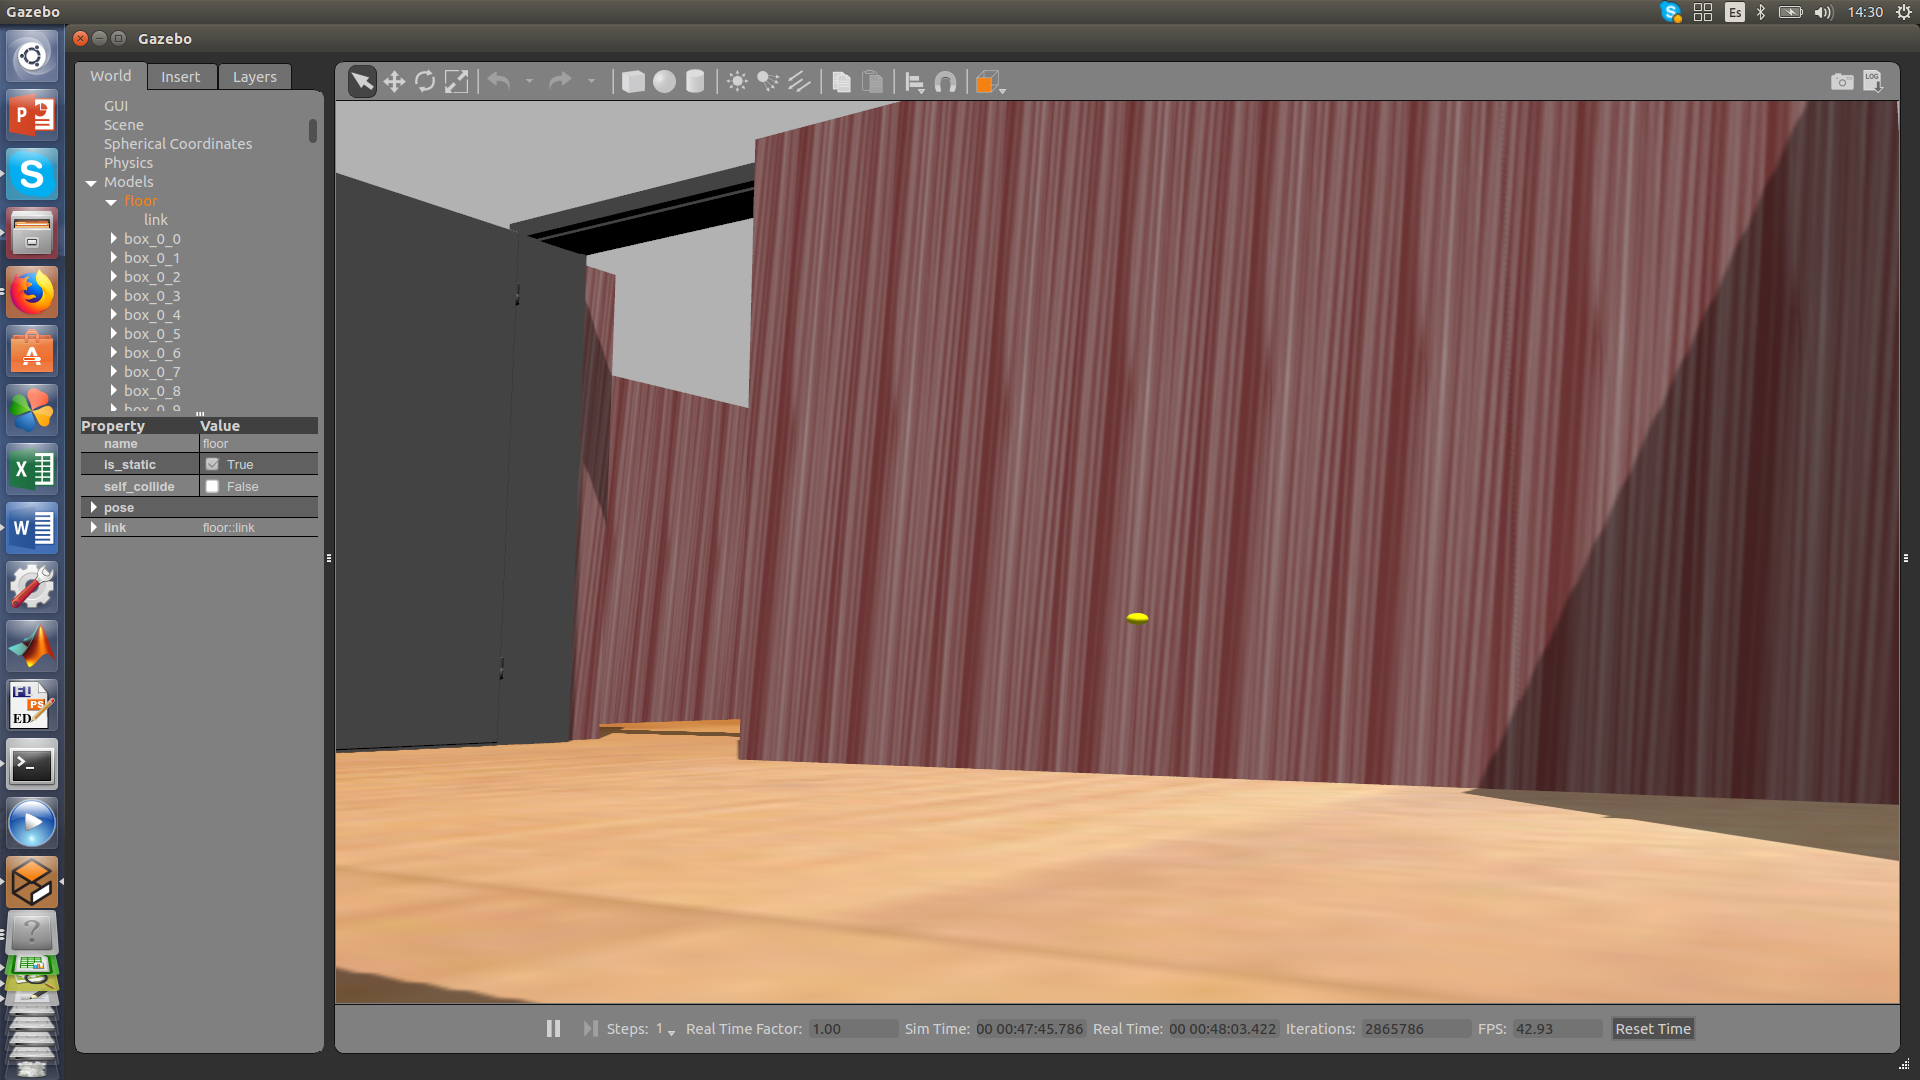 Gazebo
Es
14:30
Gazebo
World
Insert
Layers
GUI
Scene
Spherical Coordinates
Physics
Models
floor
link
box_0_0
box_0_1
box_0_2
box_0_3
box_0_4
box_0_5
box_0_6
box_0_7
box_0_8
box_0_9
Property Value
name floor
is_static True
self_collide False
pose
link floor::link
LOG
Steps: 1 Real Time Factor: 1.00 Sim Time: 00 00:47:45.786 Real Time: 00 00:48:03.422 Iterations: 2865786 FPS: 42.93 Reset Time